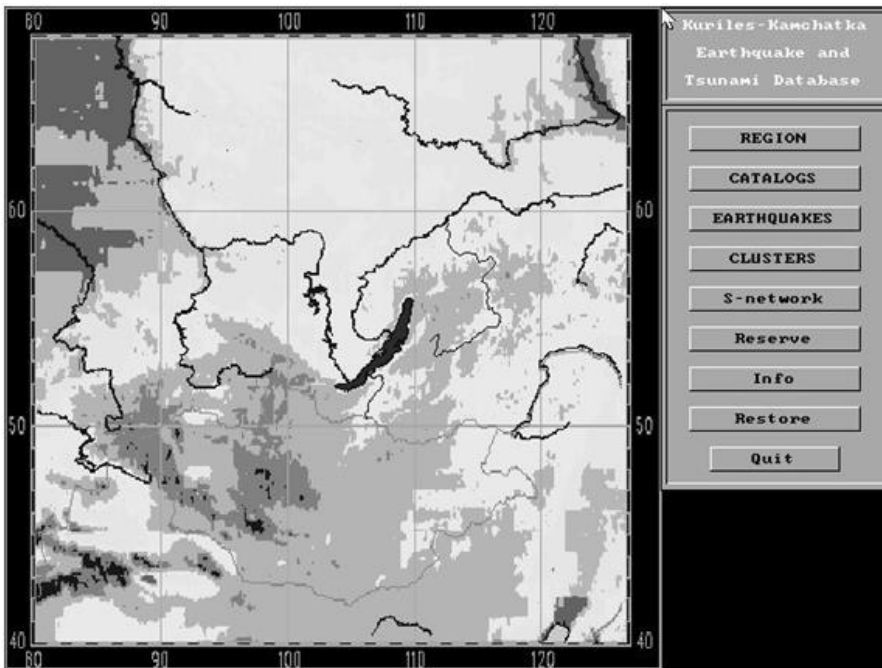 80 90 100 110 120
Kuriles-Kamchatka
Earthquake and
Tsunami Database
REGION
CATALOGS
60 60
EARTHQUAKES
CLUSTERS
S-network
Reserve
Info
Restore
50 50
Quit
40 40
80 90 100 110 120